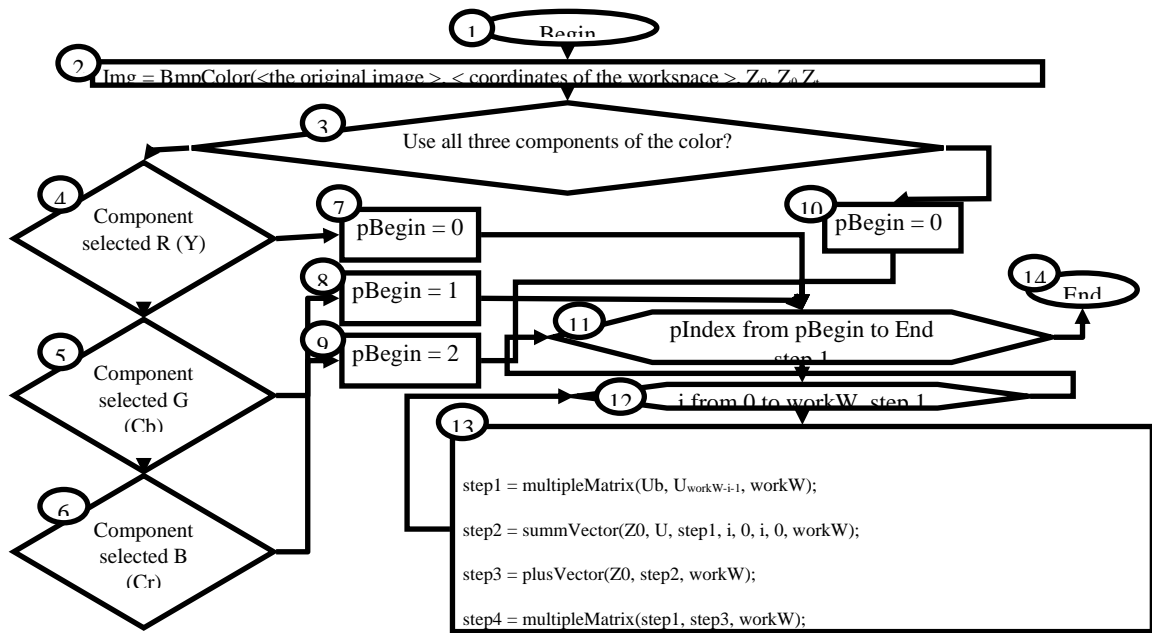 1
Begin
2
Img = BmpColor(<the original image >, < coordinates of the workspace >,
3
Use all three components of the color?
4
Component
selected R (Y)
7
pBegin = 0
10
pBegin = 0
8
pBegin = 1
14
End
11
pIndex from pBegin to End
step 1
5
Component
selected G
(Cb)
9
pBegin = 2
12
i from 0 to workW, step 1
13
step1 = multipleMatrix(Ub, UworkW-i-1, workW);
step2 = summVector(Z0, U, step1, i, 0, i, 0, workW);
step3 = plusVector(Z0, step2, workW);
step4 = multipleMatrix(step1, step3, workW);
6
Component
selected B
(Cr)